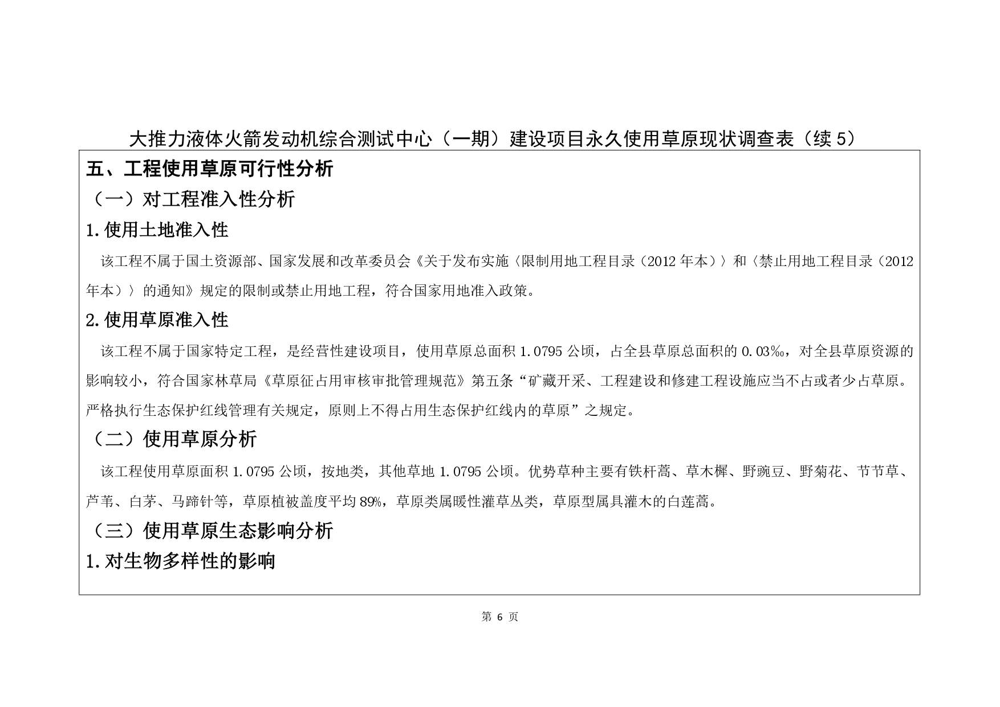 大推力液体火箭发动机综合测试中心（一期）建设项目永久使用草原现状调查表（续 5）
五、工程使用草原可行性分析
（一）对工程准入性分析
1.使用土地准入性
该工程不属于国土资源部、国家发展和改革委员会《关于发布实施〈限制用地工程目录（2012 年本）〉和〈禁止用地工程目录（2012
年本）〉的通知》规定的限制或禁止用地工程，符合国家用地准入政策。
2.使用草原准入性
该工程不属于国家特定工程，是经营性建设项目，使用草原总面积 1.0795 公顷，占全县草原总面积的 0.03‰，对全县草原资源的
影响较小，符合国家林草局《草原征占用审核审批管理规范》第五条“矿藏开采、工程建设和修建工程设施应当不占或者少占草原。
严格执行生态保护红线管理有关规定，原则上不得占用生态保护红线内的草原”之规定。
（二）使用草原分析
该工程使用草原面积 1.0795 公顷，按地类，其他草地 1.0795 公顷。优势草种主要有铁杆蒿、草木樨、野豌豆、野菊花、节节草、
芦苇、白茅、马蹄针等，草原植被盖度平均 89%，草原类属暖性灌草丛类，草原型属具灌木的白莲蒿。
（三）使用草原生态影响分析
1.对生物多样性的影响
第 6 页